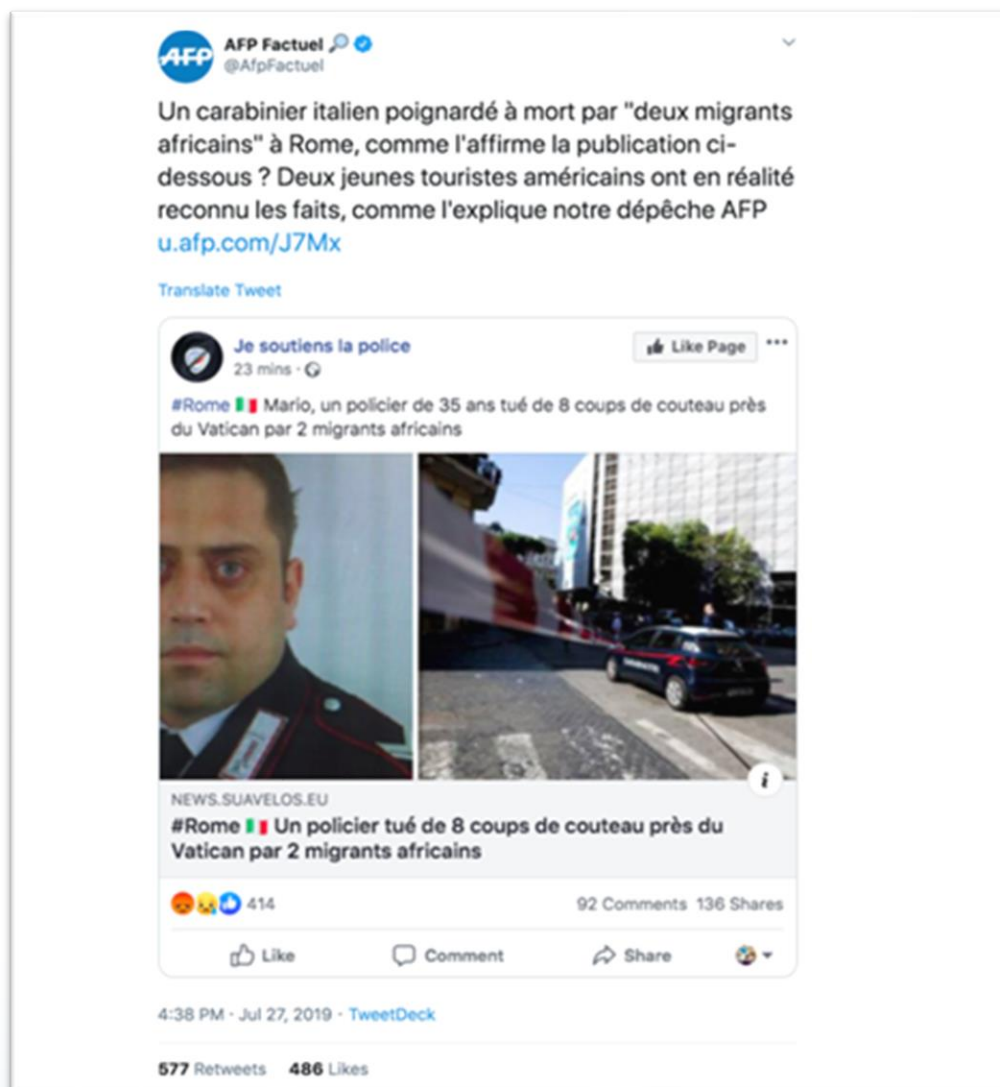 AFP
AFP Factuel
@AfpFactuel
Un carabinier italien poignardé à mort par "deux migrants
africains" à Rome, comme l'affirme la publication ci-
dessous ? Deux jeunes touristes américains ont en réalité
reconnu les faits, comme l'explique notre dépêche AFP
u.afp.com/J7Mx
Translate Tweet
Je soutiens la police
Like Page
23 mins ·
#Rome 🇮🇹 Mario, un policier de 35 ans tué de 8 coups de couteau près
du Vatican par 2 migrants africains
i
NEWS.SUAVELOS.EU
#Rome 🇮🇹 Un policier tué de 8 coups de couteau près du
Vatican par 2 migrants africains
414
92 Comments 136 Shares
Like Comment Share
4:38 PM · Jul 27, 2019 · TweetDeck
577 Retweets 486 Likes